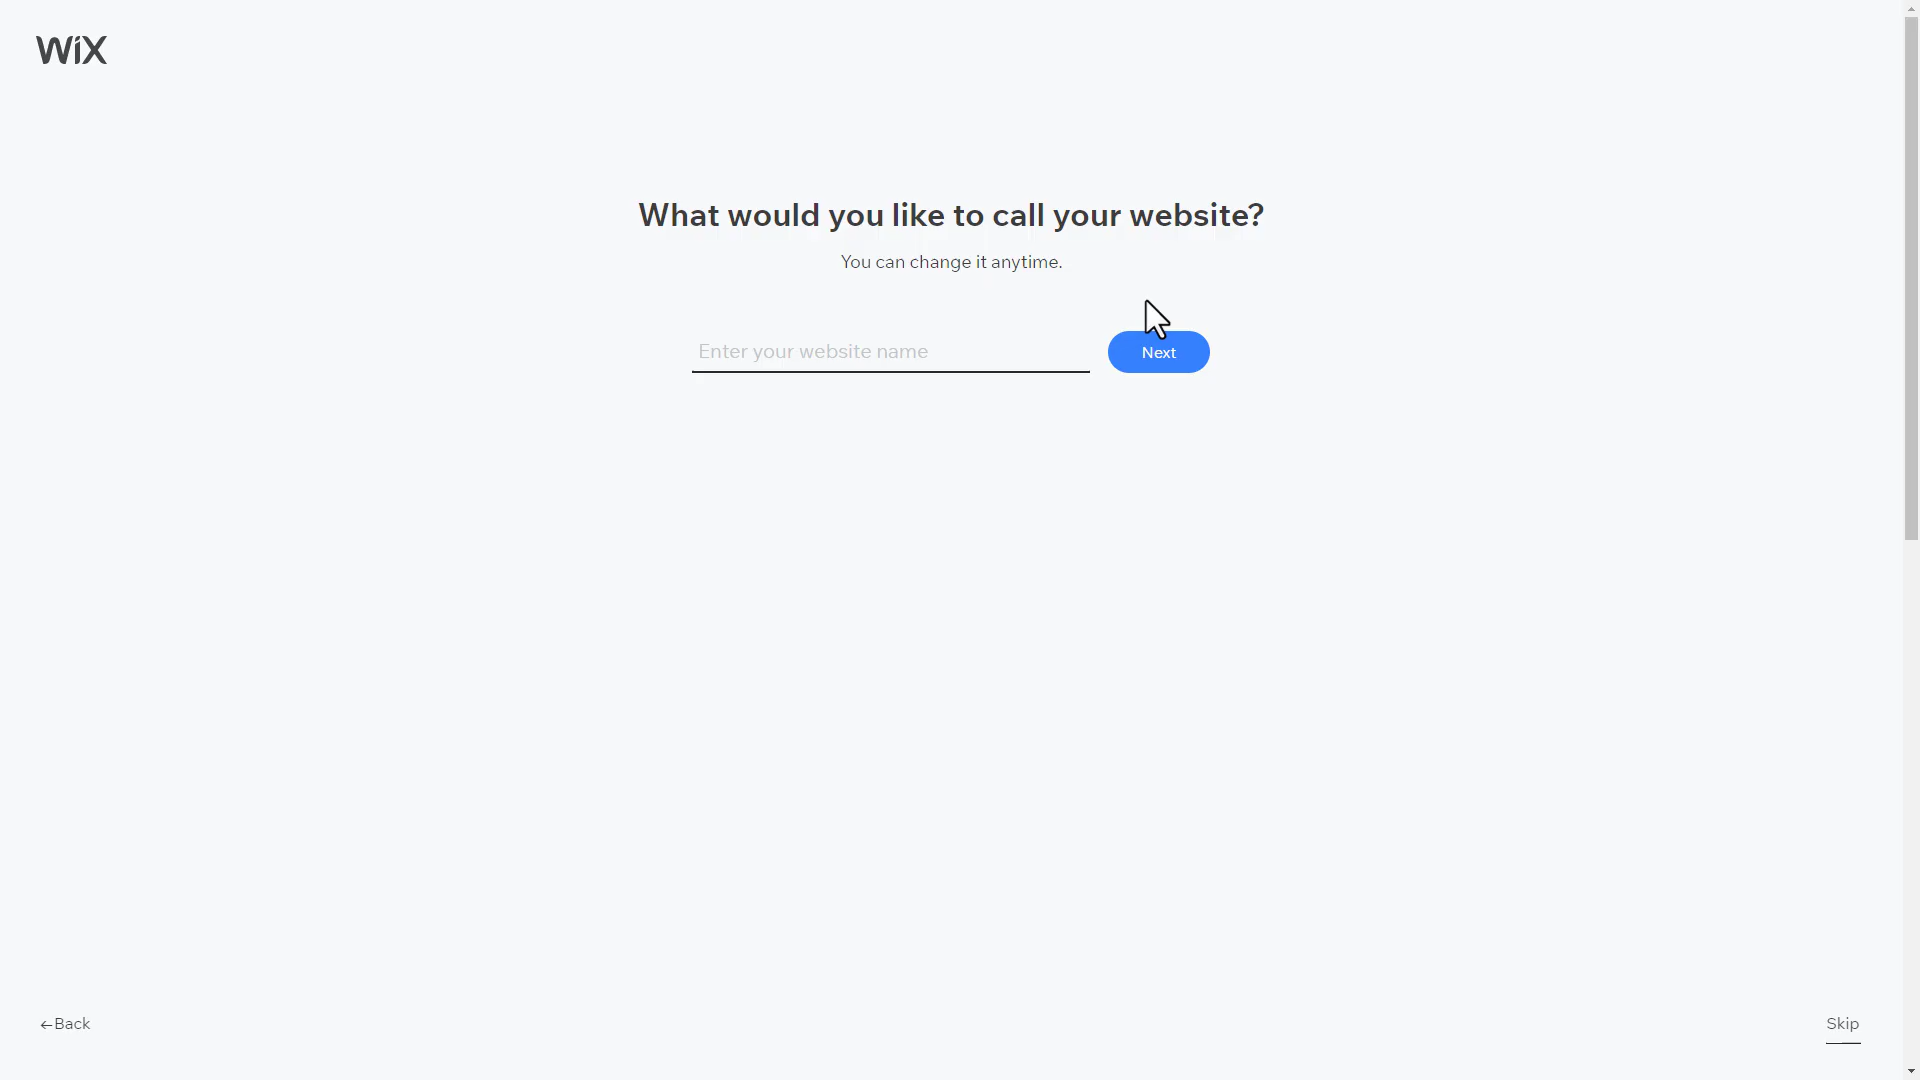 WiX
What would you like to call your website?
You can change it anytime.
Enter your website name
Next
←Back
Skip